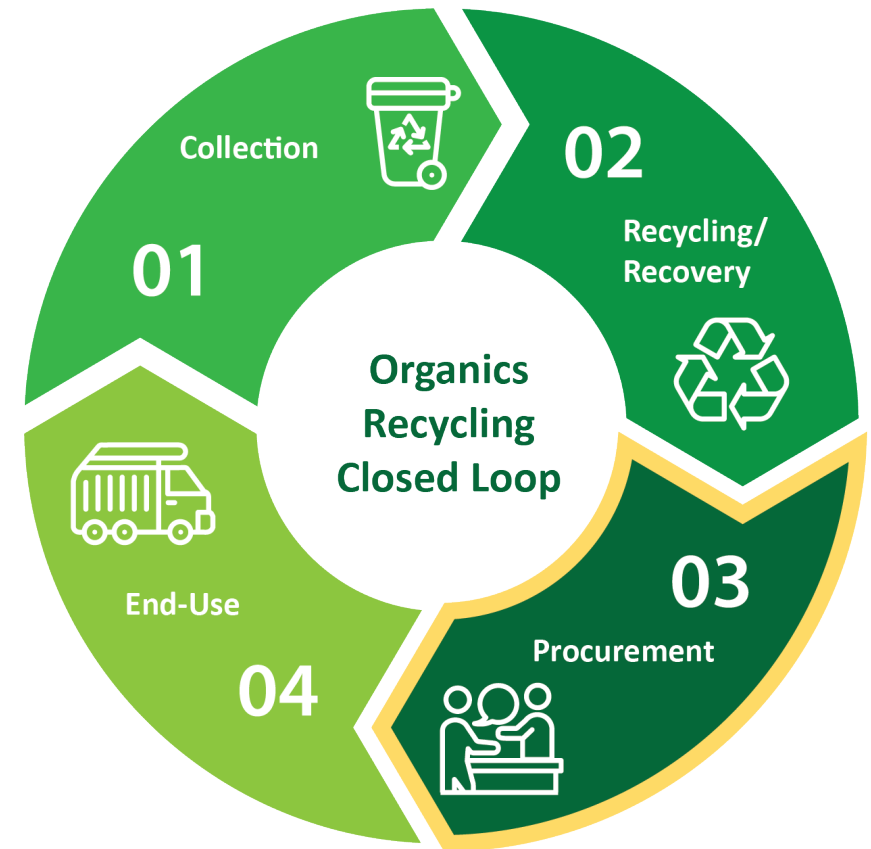 Organics
Recycling
Closed Loop
Collection
01
02
Recycling/
Recovery
03
Procurement
End-Use
04